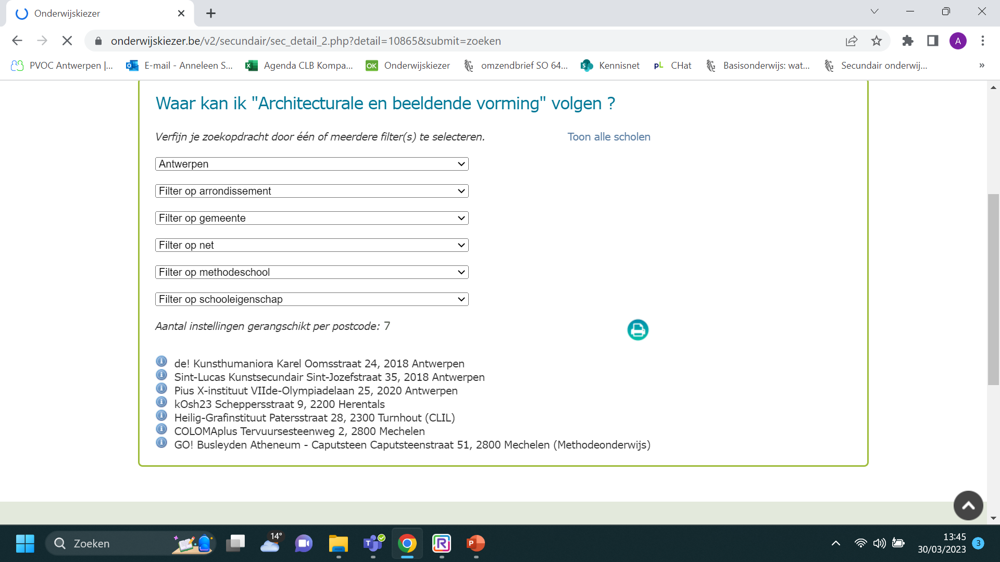 Onderwijskiezer
onderwijskiezer.be/v2/secundair/sec_detail_2.php?detail=10865&submit=zoeken
A
PVOC Antwerpen |...
E-mail - Anneleen S...
Agenda CLB Kompa...
OK Onderwijskiezer
omzendbrief SO 64...
Kennisnet
pL CHat
Basisonderwijs: wat...
Secundair onderwij...
»
Waar kan ik "Architecturale en beeldende vorming" volgen ?
Verfijn je zoekopdracht door één of meerdere filter(s) te selecteren.
Toon alle scholen
Antwerpen
Filter op arrondissement
Filter op gemeente
Filter op net
Filter op methodeschool
Filter op schooleigenschap
Aantal instellingen gerangschikt per postcode: 7
de! Kunsthumaniora Karel Oomsstraat 24, 2018 Antwerpen
Sint-Lucas Kunstsecundair Sint-Jozefstraat 35, 2018 Antwerpen
Pius X-instituut VIIde-Olympiadelaan 25, 2020 Antwerpen
kOsh23 Scheppersstraat 9, 2200 Herentals
Heilig-Grafinstituut Patersstraat 28, 2300 Turnhout (CLIL)
COLOMAplus Tervuursesteenweg 2, 2800 Mechelen
GO! Busleyden Atheneum - Caputsteen Caputsteenstraat 51, 2800 Mechelen (Methodeonderwijs)
Zoeken
14°
13:45
30/03/2023
3